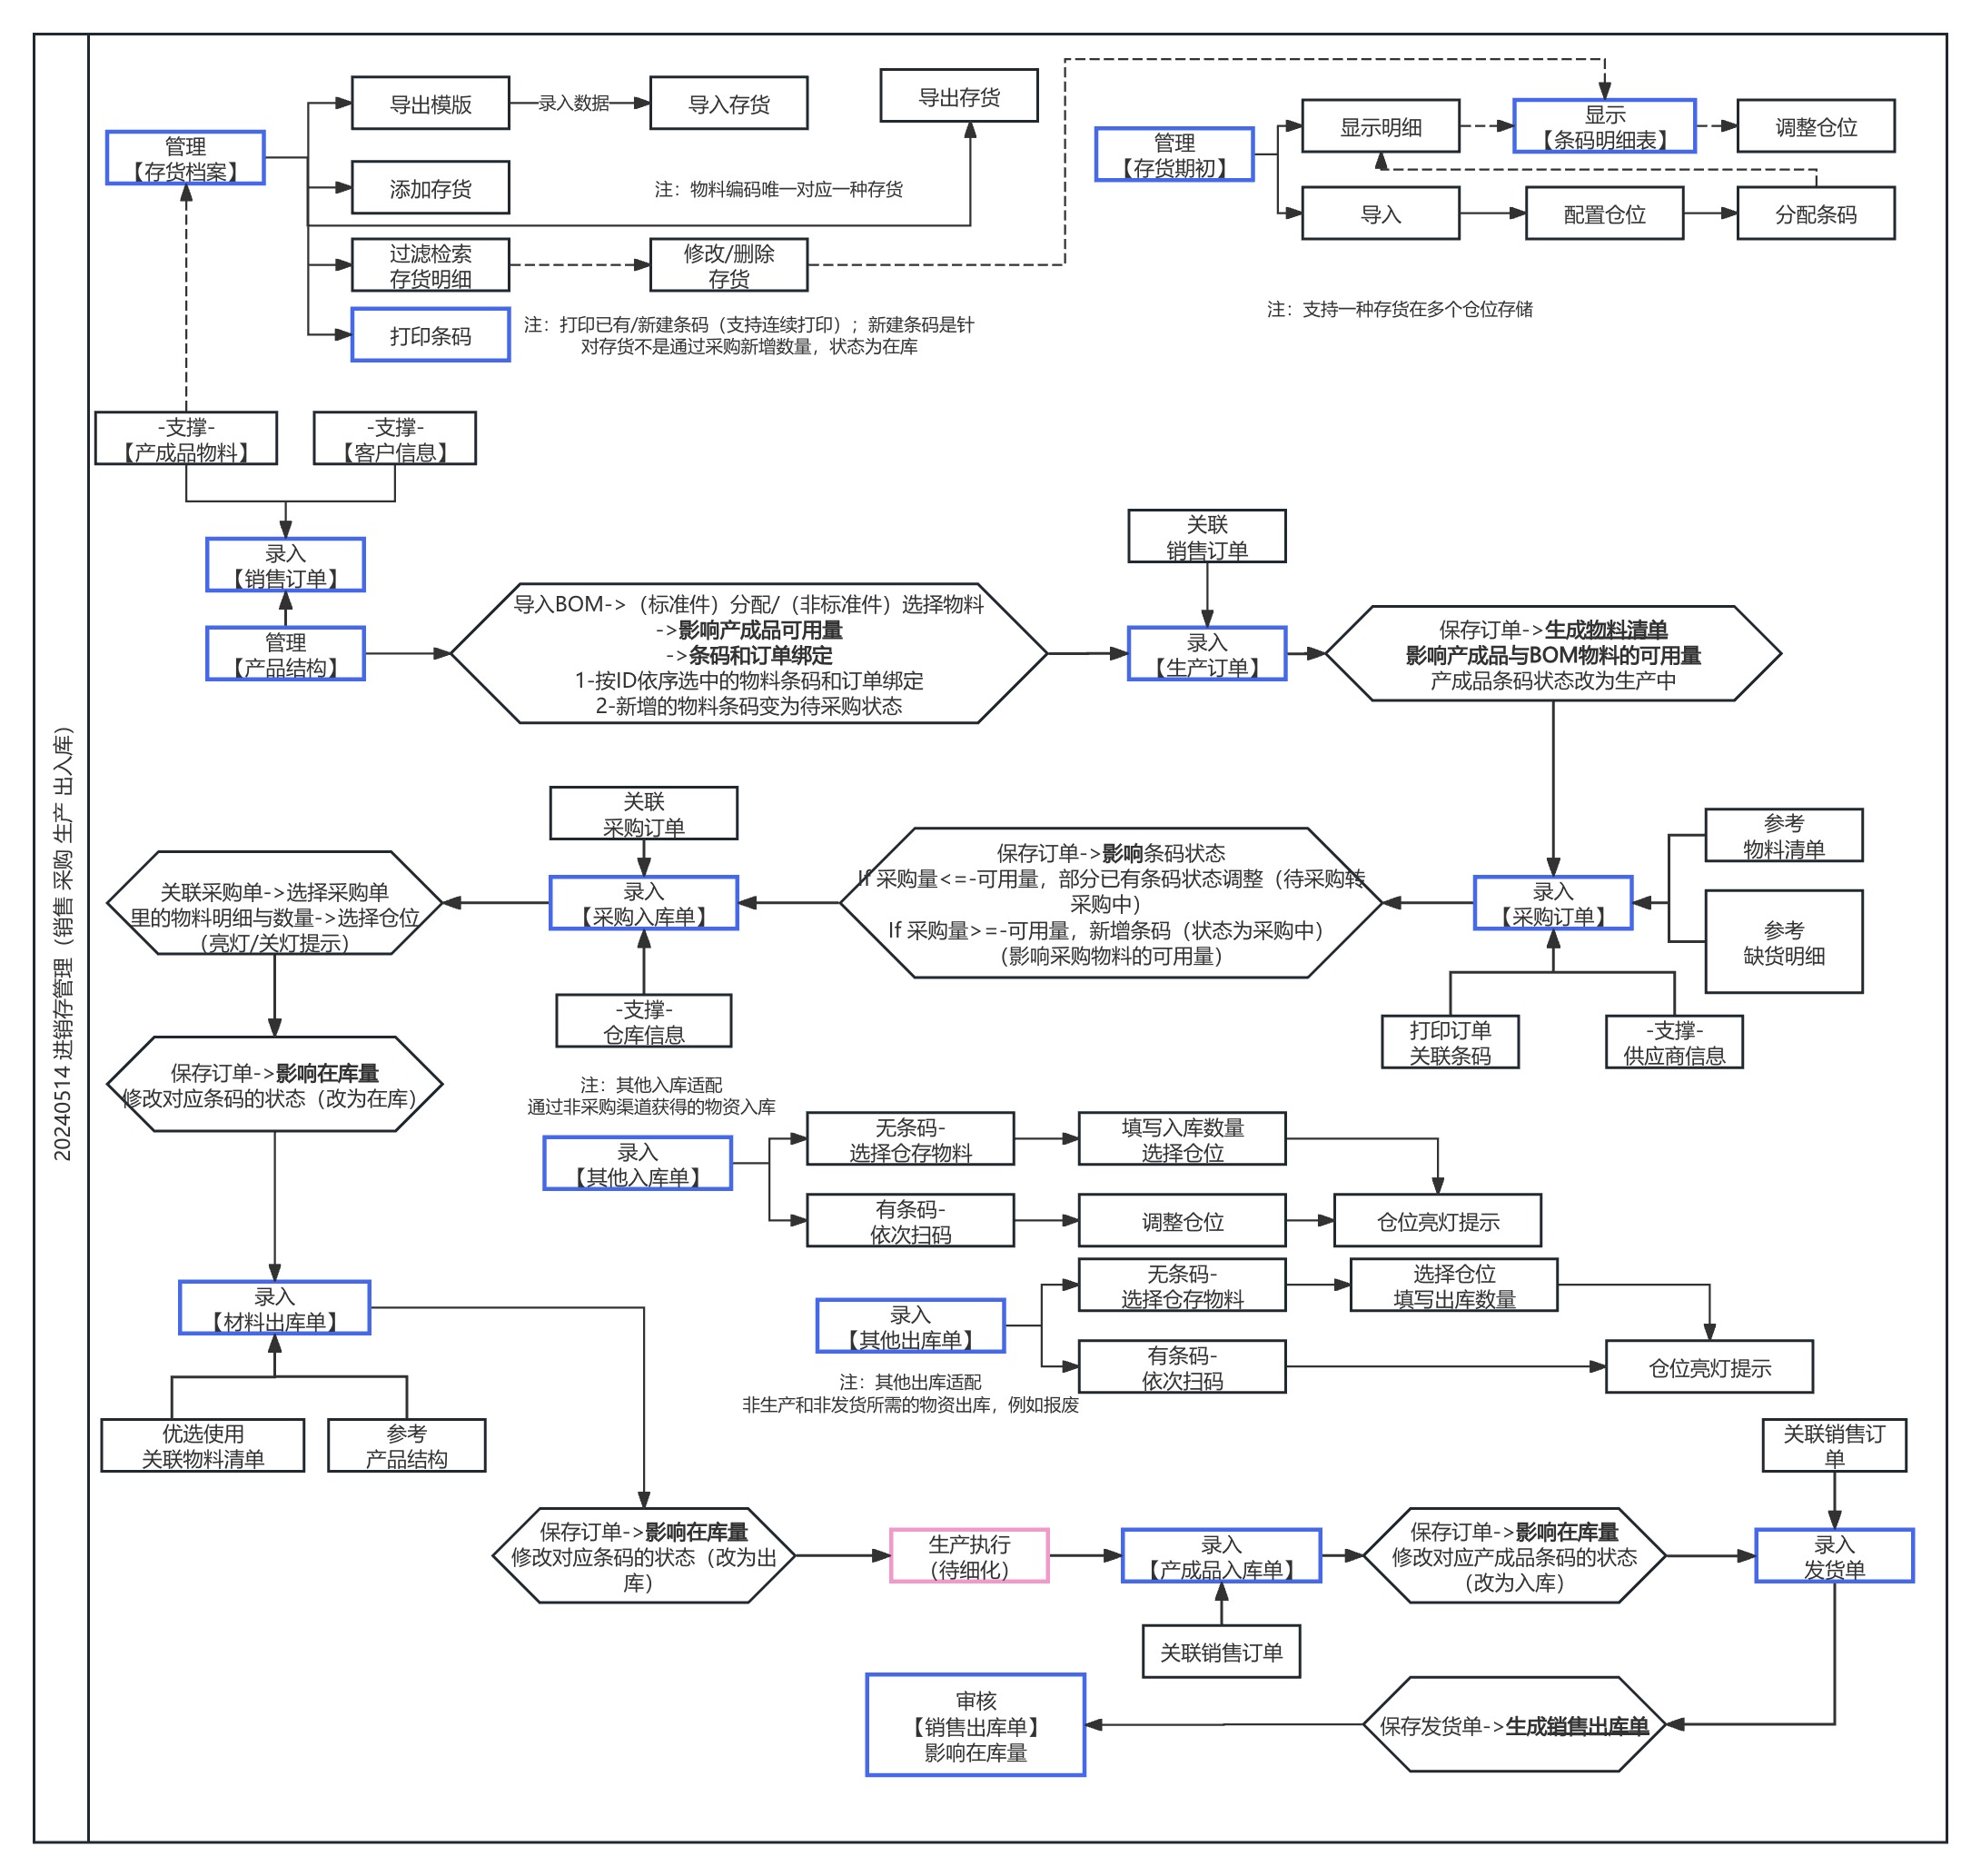 20240514 进销存管理（销售 采购 生产 出入库）
管理
【存货档案】
导出模版
录入数据
导入存货
导出存货
添加存货
注：物料编码唯一对应一种存货
过滤检索
存货明细
修改/删除
存货
打印条码
注：打印已有/新建条码（支持连续打印）；新建条码是针
对存货不是通过采购新增数量，状态为在库
管理
【存货期初】
显示明细
显示
【条码明细表】
调整仓位
导入
配置仓位
分配条码
注：支持一种存货在多个仓位存储
-支撑-
【产成品物料】
-支撑-
【客户信息】
录入
【销售订单】
管理
【产品结构】
导入BOM->（标准件）分配/（非标准件）选择物料
->影响产成品可用量
->条码和订单绑定
1-按ID依序选中的物料条码和订单绑定
2-新增的物料条码变为待采购状态
关联
销售订单
录入
【生产订单】
保存订单->生成物料清单
影响产成品与BOM物料的可用量
产成品条码状态改为生产中
参考
物料清单
参考
缺货明细
录入
【采购订单】
打印订单
关联条码
-支撑-
供应商信息
保存订单->影响条码状态
If 采购量<=-可用量，部分已有条码状态调整（待采购转
采购中）
If 采购量>=-可用量，新增条码（状态为采购中）
（影响采购物料的可用量）
关联
采购订单
录入
【采购入库单】
-支撑-
仓库信息
关联采购单->选择采购单
里的物料明细与数量->选择仓位
（亮灯/关灯提示）
保存订单->影响在库量
修改对应条码的状态（改为在库）
注：其他入库适配
通过非采购渠道获得的物资入库
录入
【其他入库单】
无条码-
选择仓存物料
填写入库数量
选择仓位
有条码-
依次扫码
调整仓位
仓位亮灯提示
录入
【其他出库单】
无条码-
选择仓存物料
选择仓位
填写出库数量
有条码-
依次扫码
仓位亮灯提示
注：其他出库适配
非生产和非发货所需的物资出库，例如报废
录入
【材料出库单】
优选使用
关联物料清单
参考
产品结构
保存订单->影响在库量
修改对应条码的状态（改为出
库）
生产执行
（待细化）
录入
【产成品入库单】
关联销售订单
保存订单->影响在库量
修改对应产成品条码的状态
（改为入库）
关联销售订
单
录入
发货单
保存发货单->生成销售出库单
审核
【销售出库单】
影响在库量